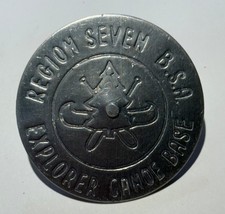 REGION SEVEN B.S.A.
EXPLORER CANOE BASE